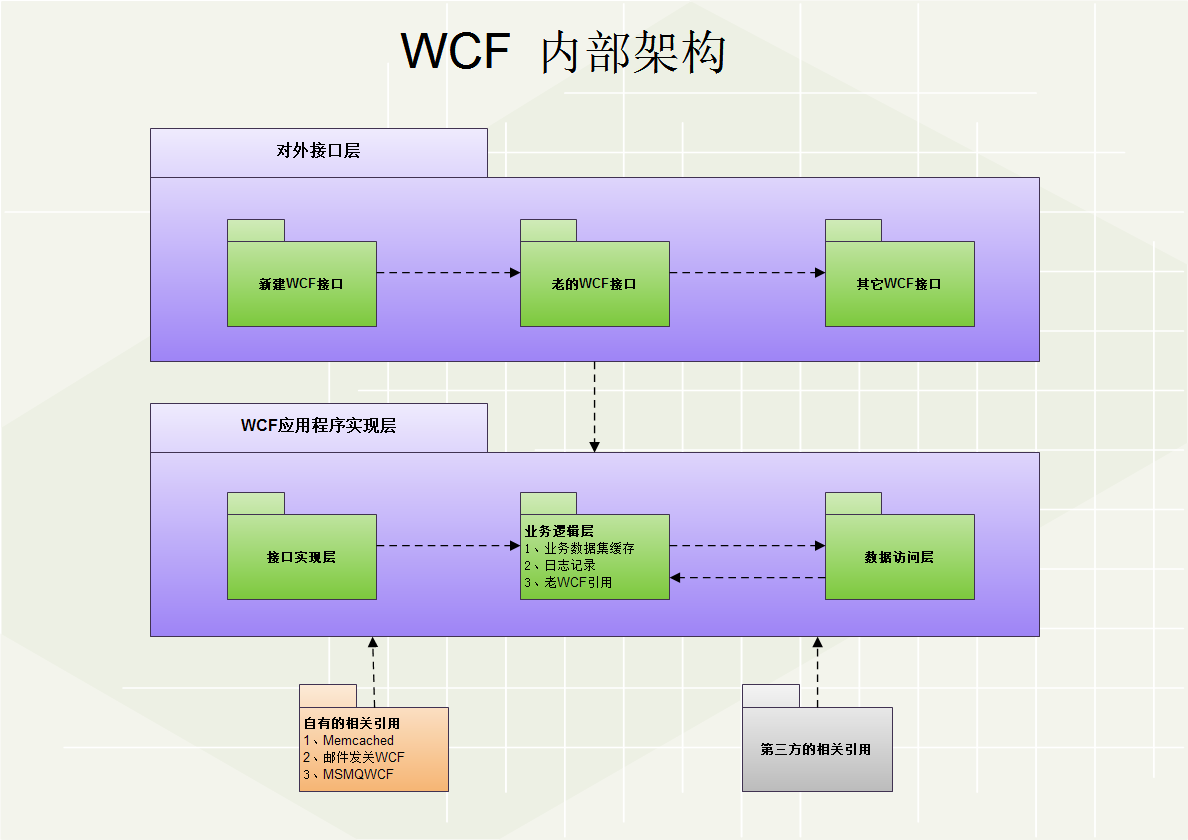 WCF 内部架构
对外接口层
新建WCF接口
老的WCF接口
其它WCF接口
WCF应用程序实现层
接口实现层
业务逻辑层
1、业务数据集缓存
2、日志记录
3、老WCF引用
数据访问层
自有的相关引用
1、Memcached
2、邮件发关WCF
3、MSMQWCF
第三方的相关引用